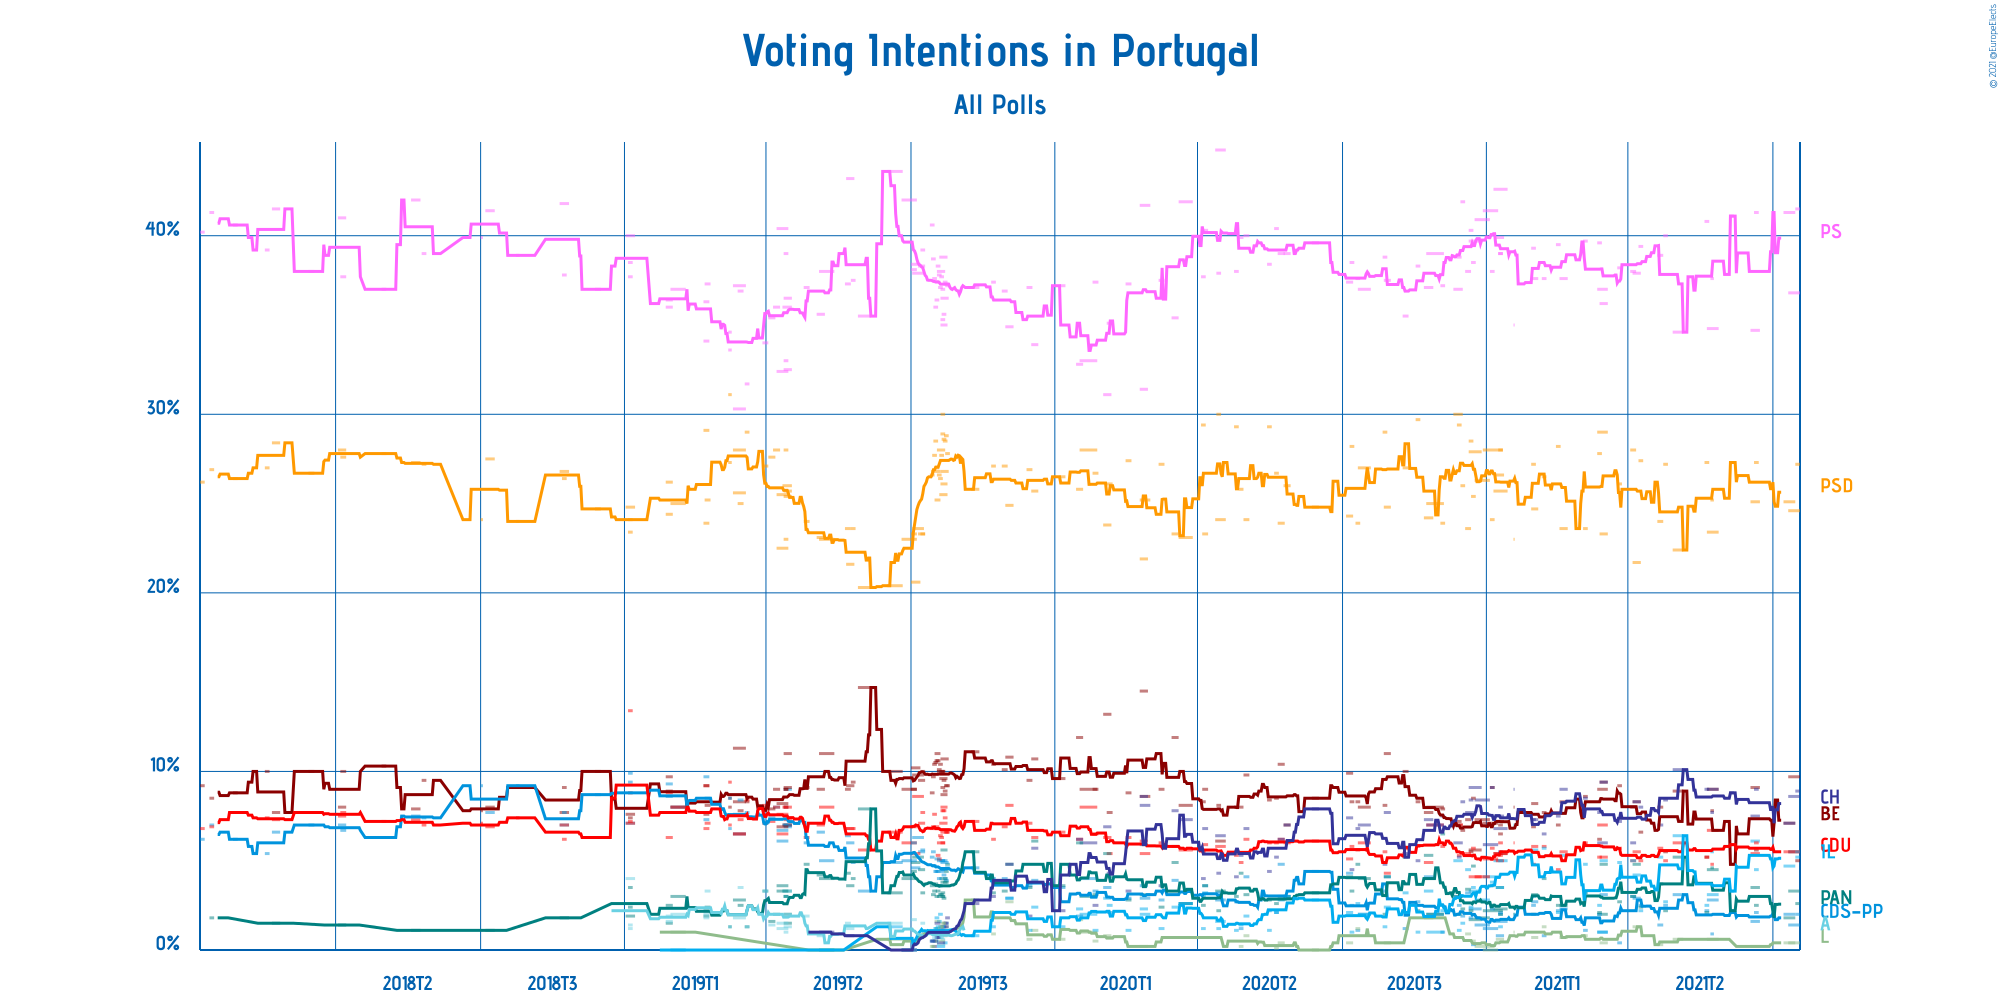 © 2021 @EuropeElects
Voting Intentions in Portugal
All Polls
40%
30%
20%
10%
0%
PS
PSD
CH
BE
CDU
IL
PAN
CDS-PP
A
L
2018T2
2018T3
2019T1
2019T2
2019T3
2020T1
2020T2
2020T3
2021T1
2021T2